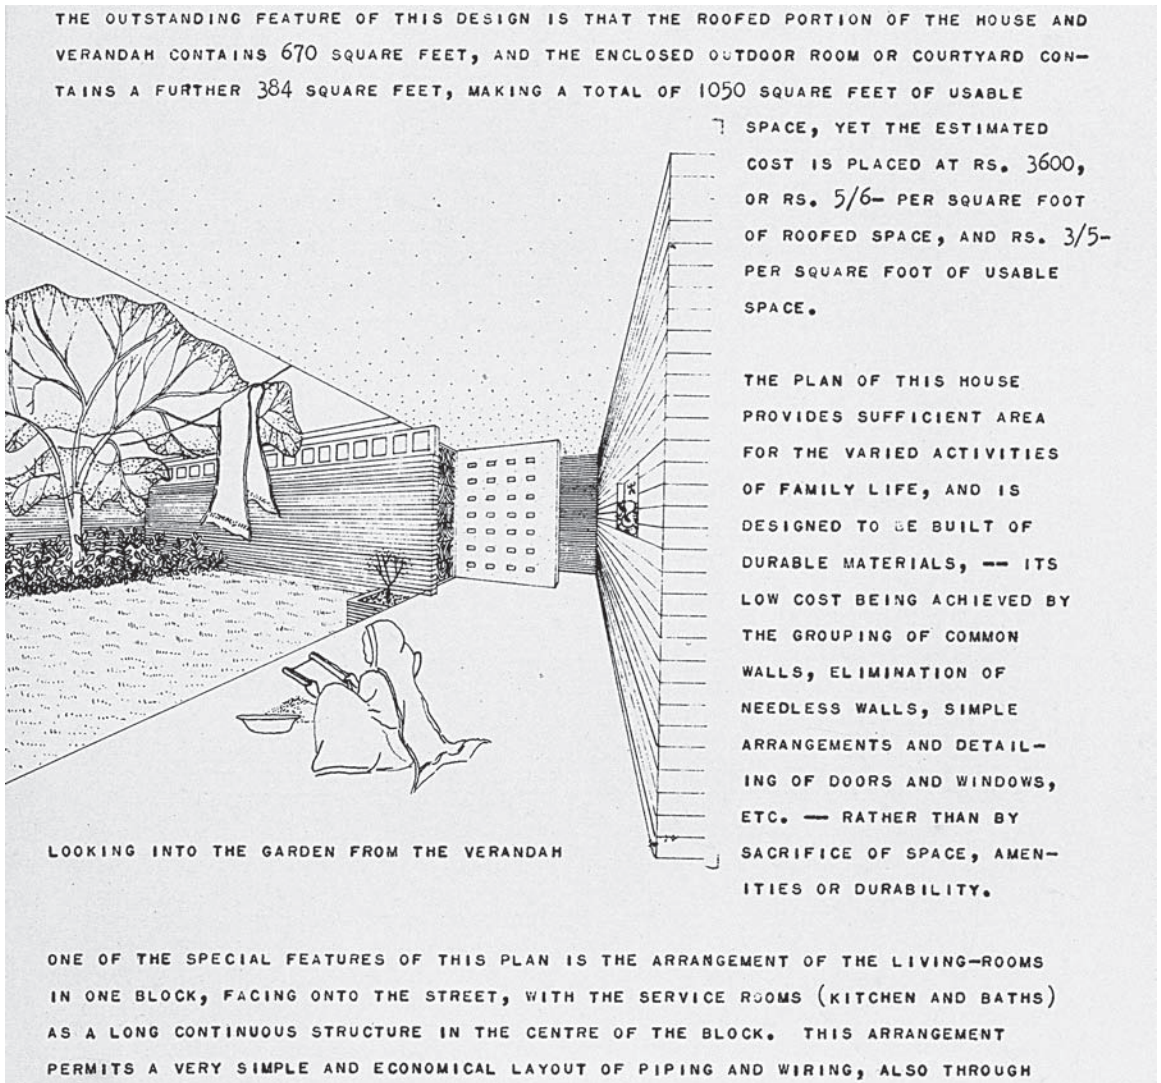 THE OUTSTANDING FEATURE OF THIS DESIGN IS THAT THE ROOFED PORTION OF THE HOUSE AND
VERANDAH CONTAINS 670 SQUARE FEET, AND THE ENCLOSED OUTDOOR ROOM OR COURTYARD CON-
TAINS A FURTHER 384 SQUARE FEET, MAKING A TOTAL OF 1050 SQUARE FEET OF USABLE
SPACE, YET THE ESTIMATED
COST IS PLACED AT RS. 3600,
OR RS. 5/6- PER SQUARE FOOT
OF ROOFED SPACE, AND RS. 3/5-
PER SQUARE FOOT OF USABLE
SPACE.
THE PLAN OF THIS HOUSE
PROVIDES SUFFICIENT AREA
FOR THE VARIED ACTIVITIES
OF FAMILY LIFE, AND IS
DESIGNED TO BE BUILT OF
DURABLE MATERIALS, -- ITS
LOW COST BEING ACHIEVED BY
THE GROUPING OF COMMON
WALLS, ELIMINATION OF
NEEDLESS WALLS, SIMPLE
ARRANGEMENTS AND DETAIL-
ING OF DOORS AND WINDOWS,
ETC. -- RATHER THAN BY
SACRIFICE OF SPACE, AMEN-
ITIES OR DURABILITY.
LOOKING INTO THE GARDEN FROM THE VERANDAH
ONE OF THE SPECIAL FEATURES OF THIS PLAN IS THE ARRANGEMENT OF THE LIVING-ROOMS
IN ONE BLOCK, FACING ONTO THE STREET, WITH THE SERVICE ROOMS (KITCHEN AND BATHS)
AS A LONG CONTINUOUS STRUCTURE IN THE CENTRE OF THE BLOCK. THIS ARRANGEMENT
PERMITS A VERY SIMPLE AND ECONOMICAL LAYOUT OF PIPING AND WIRING, ALSO THROUGH